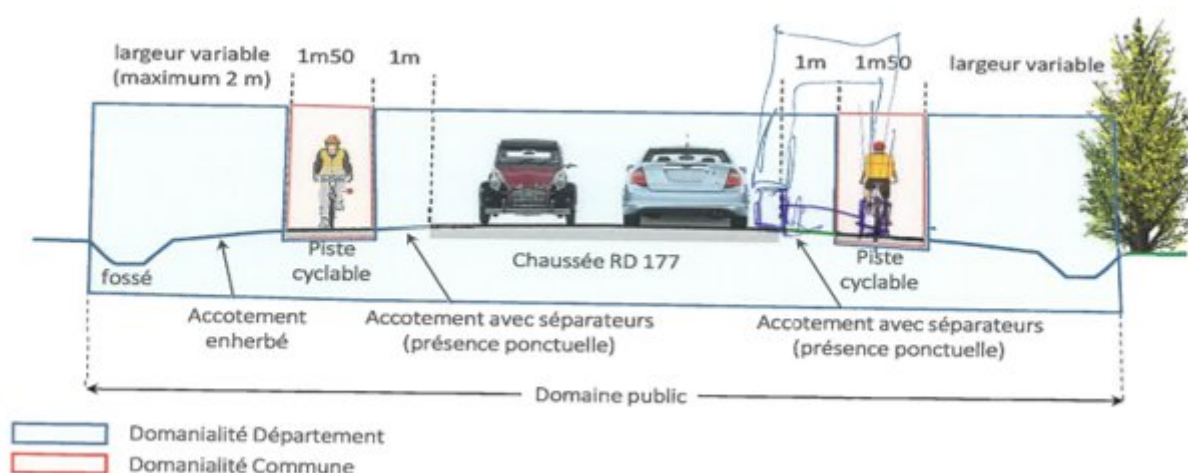 largeur variable
(maximum 2 m)
1m50
1m
1m
1m50
largeur variable
fossé
Piste
cyclable
Chaussée RD 177
Piste
cyclable
Accotement
enherbé
Accotement avec séparateurs
(présence ponctuelle)
Accotement avec séparateurs
(présence ponctuelle)
Domaine public
Domanialité Département
Domanialité Commune